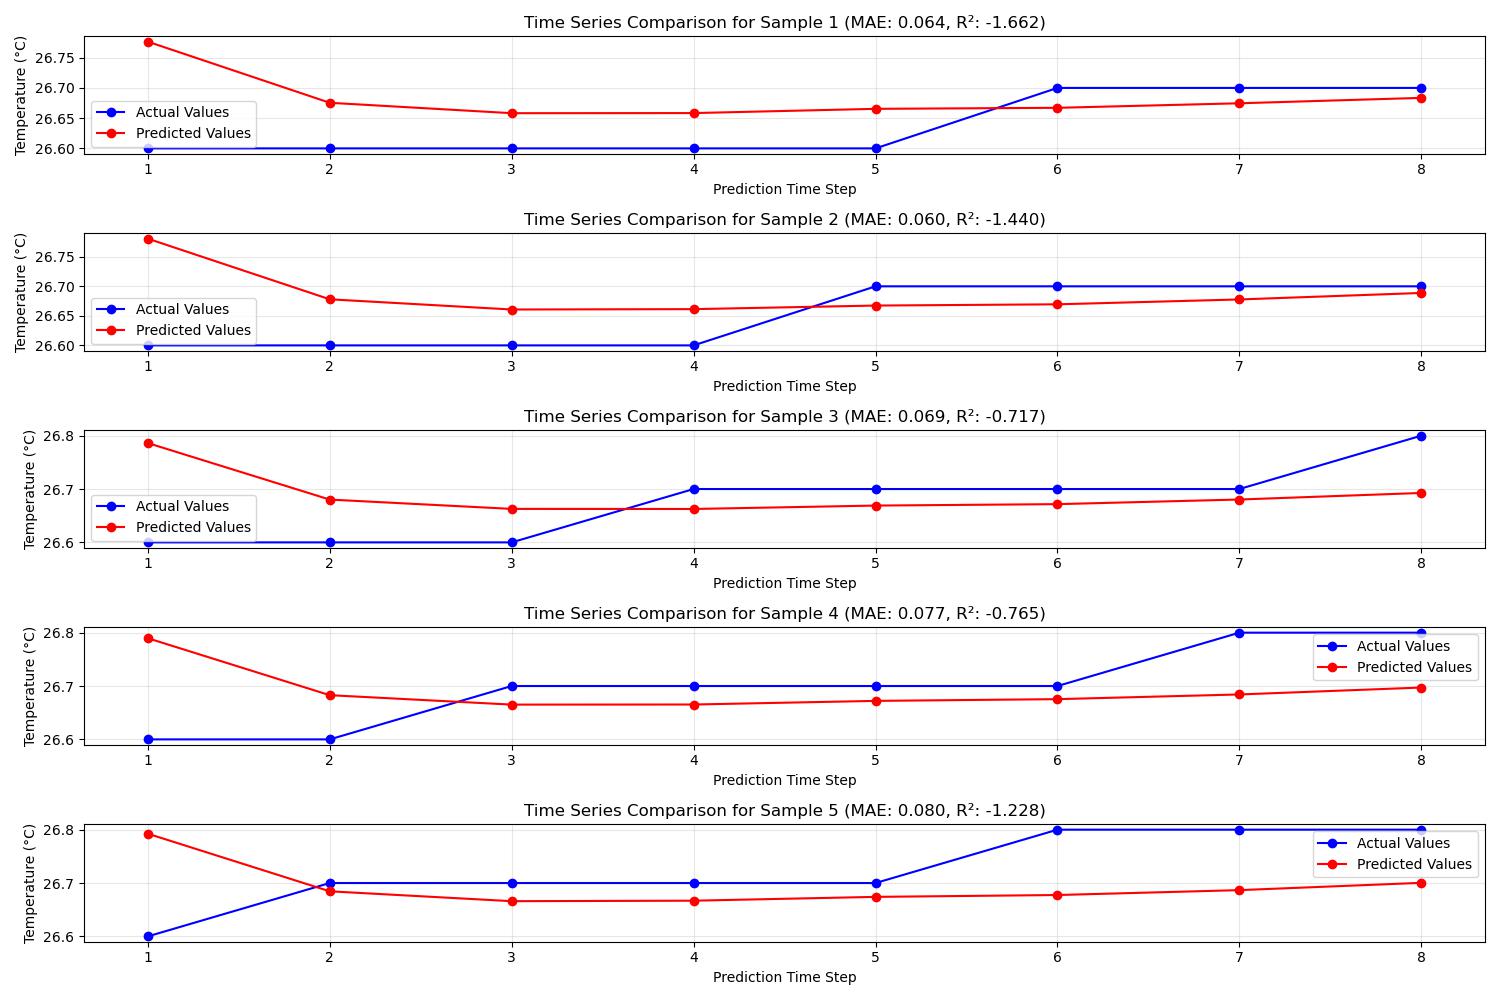 Time Series Comparison for Sample 1 (MAE: 0.064, R²: -1.662)
Temperature (°C)
26.75
26.70
26.65
26.60
Actual Values
Predicted Values
1 2 3 4 5 6 7 8
Prediction Time Step
Time Series Comparison for Sample 2 (MAE: 0.060, R²: -1.440)
Temperature (°C)
26.75
26.70
26.65
26.60
Actual Values
Predicted Values
1 2 3 4 5 6 7 8
Prediction Time Step
Time Series Comparison for Sample 3 (MAE: 0.069, R²: -0.717)
Temperature (°C)
26.8
26.7
26.6
Actual Values
Predicted Values
1 2 3 4 5 6 7 8
Prediction Time Step
Time Series Comparison for Sample 4 (MAE: 0.077, R²: -0.765)
Temperature (°C)
26.8
26.7
26.6
Actual Values
Predicted Values
1 2 3 4 5 6 7 8
Prediction Time Step
Time Series Comparison for Sample 5 (MAE: 0.080, R²: -1.228)
Temperature (°C)
26.8
26.7
26.6
Actual Values
Predicted Values
1 2 3 4 5 6 7 8
Prediction Time Step